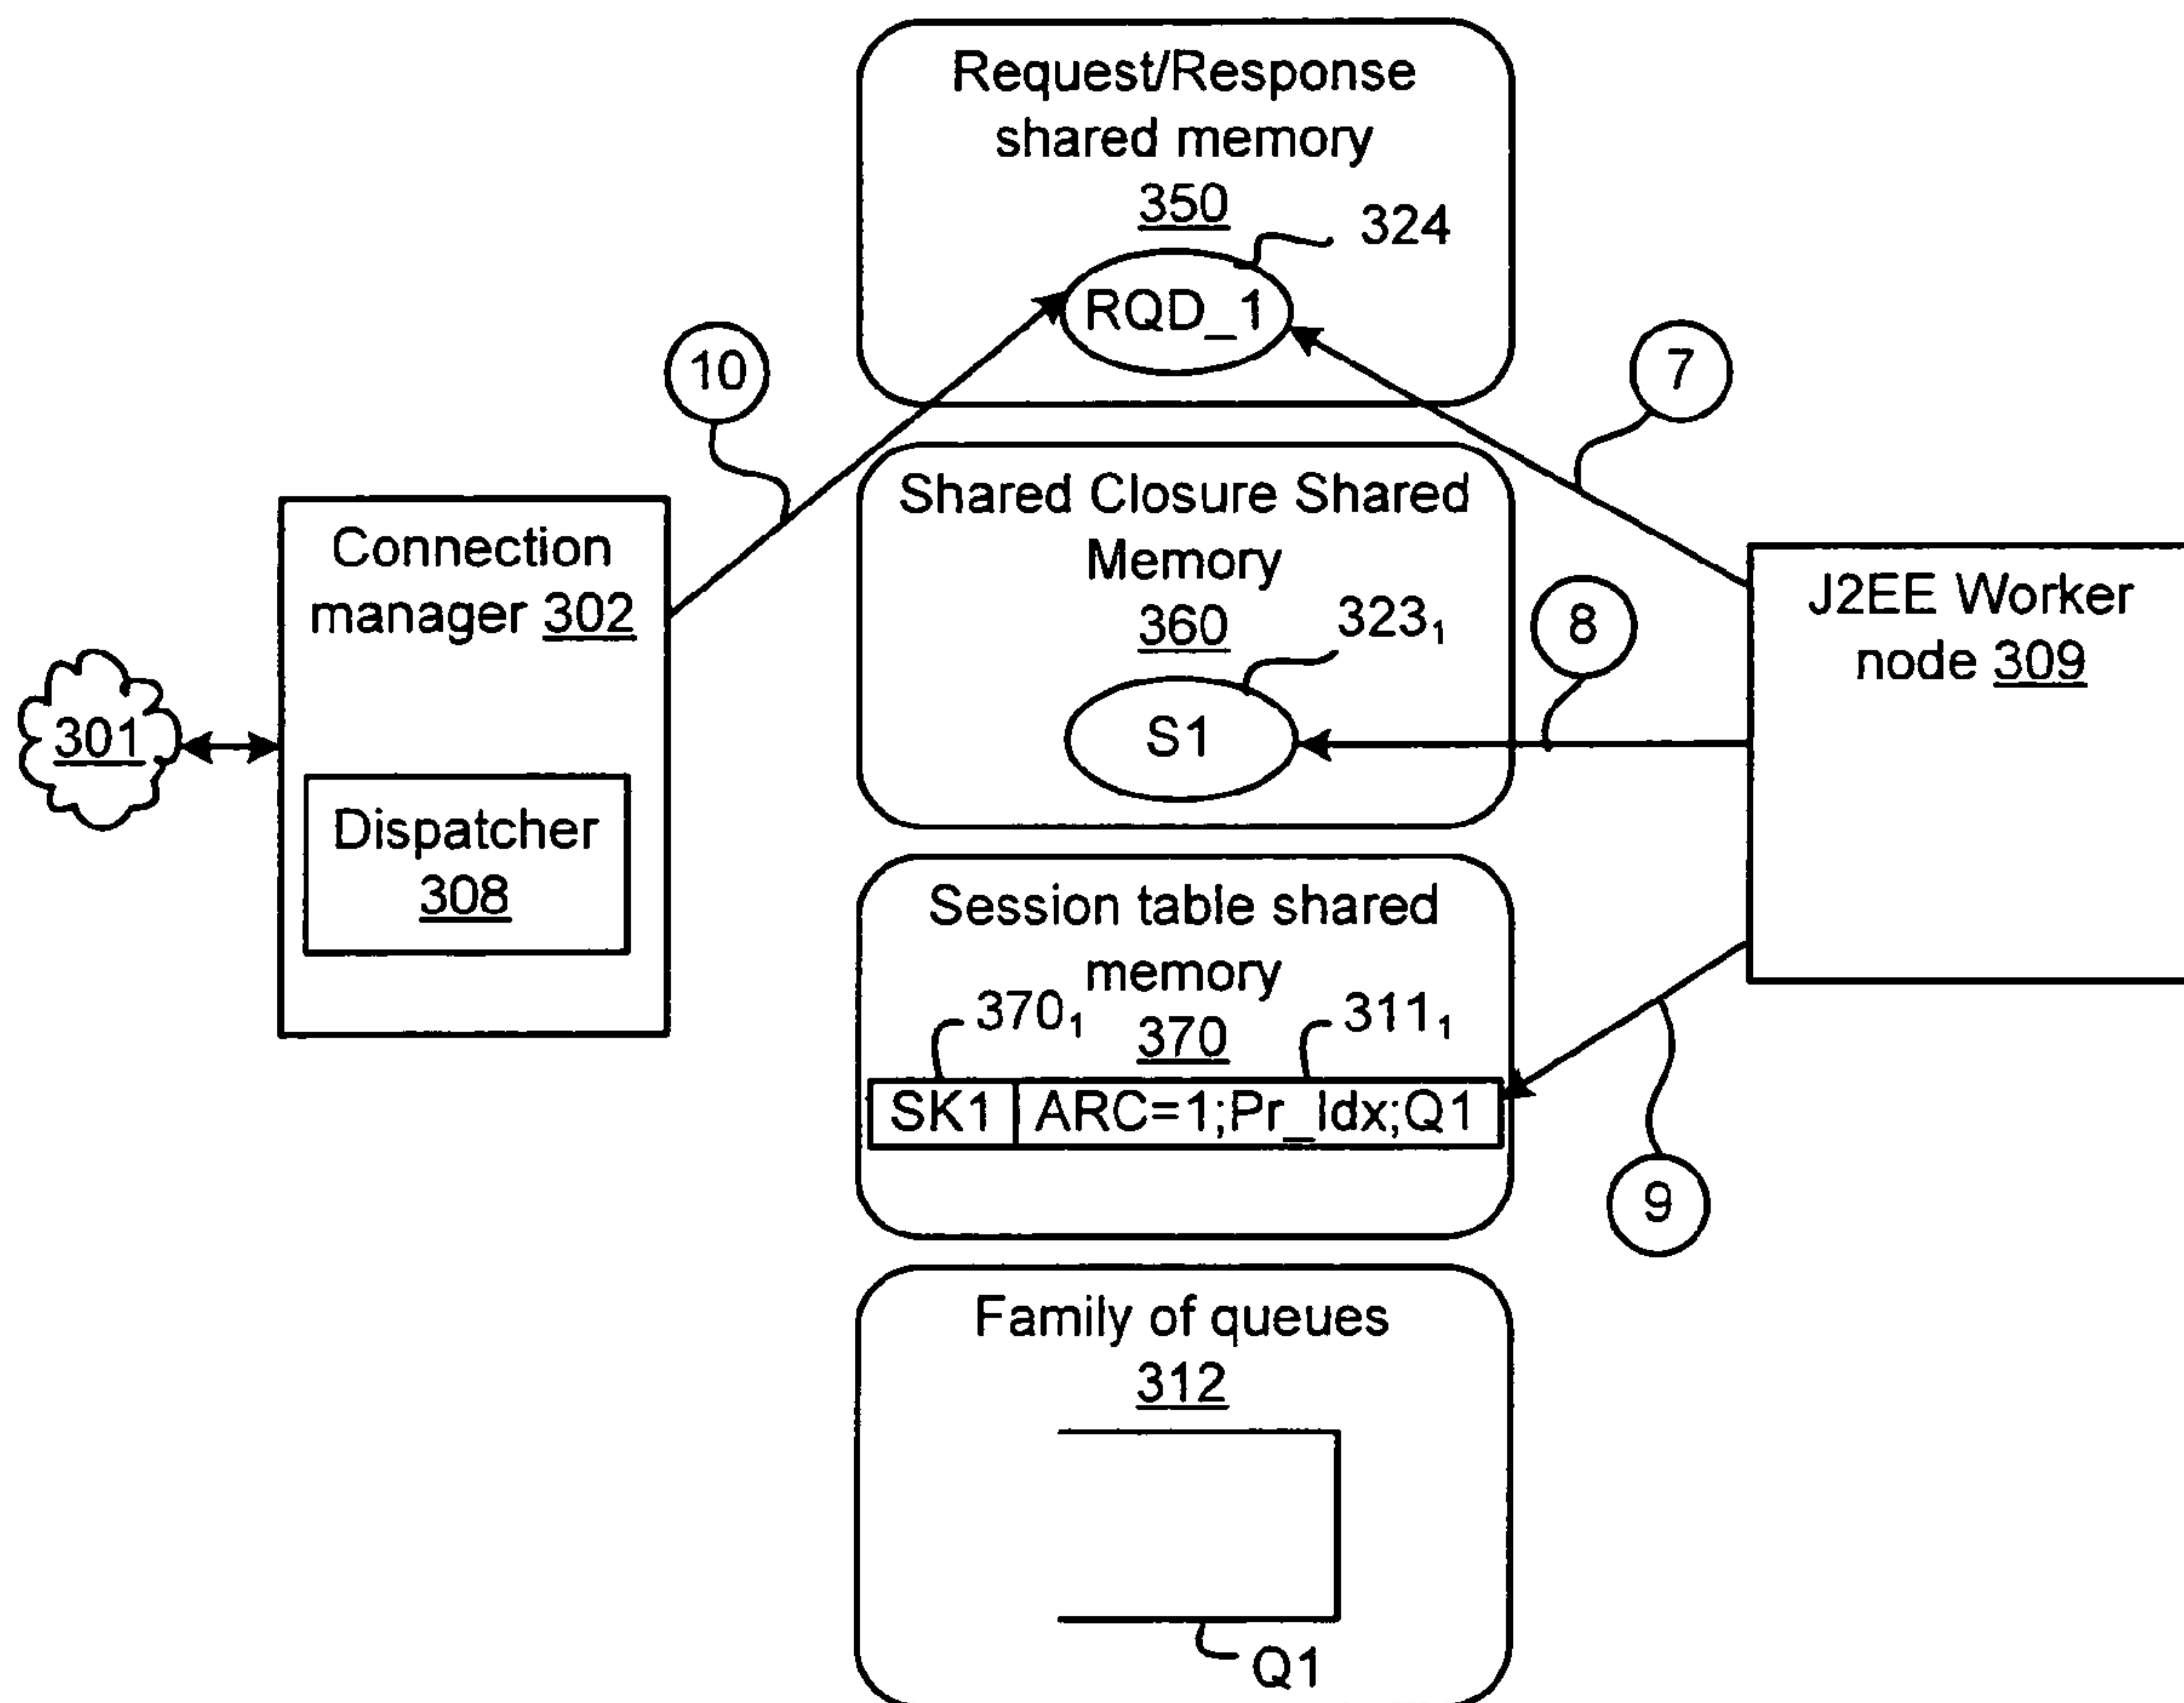 Request/Response
shared memory
350
324
RQD_1
10
7
Shared Closure Shared
Memory
360
323₁
S1
8
Connection
manager 302
J2EE Worker
node 309
301
Dispatcher
308
Session table shared
memory
370₁
370
311₁
SK1
ARC=1;Pr_Idx;Q1
9
Family of queues
312
Q1